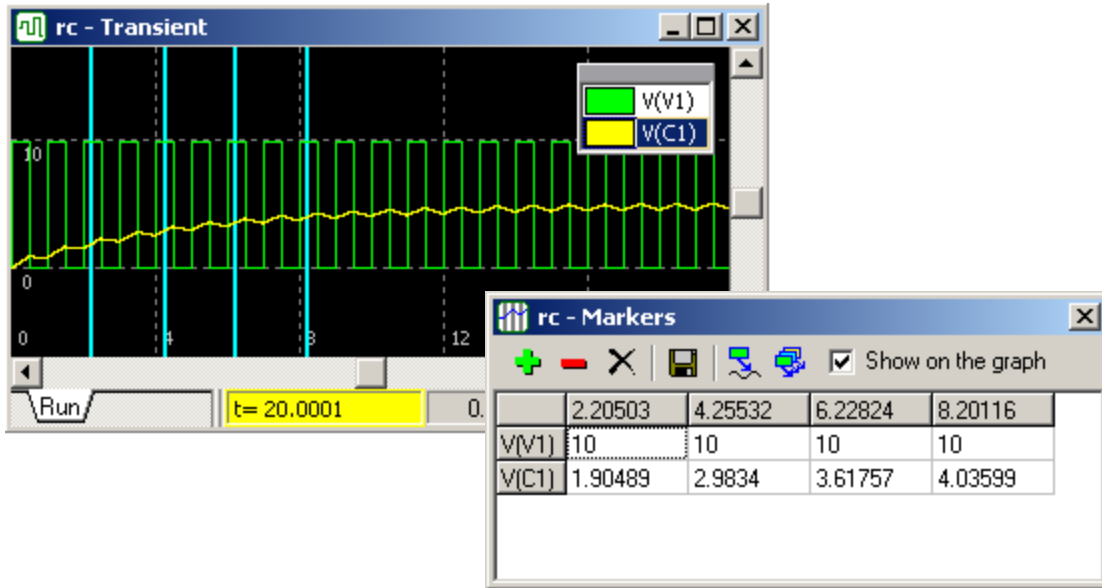 rc - Transient
V(V1)
V(C1)
10
0
0 4 8 12
Run t= 20.0001 0.
rc - Markers
Show on the graph
2.20503 4.25532 6.22824 8.20116
V(V1) 10 10 10 10
V(C1) 1.90489 2.9834 3.61757 4.03599